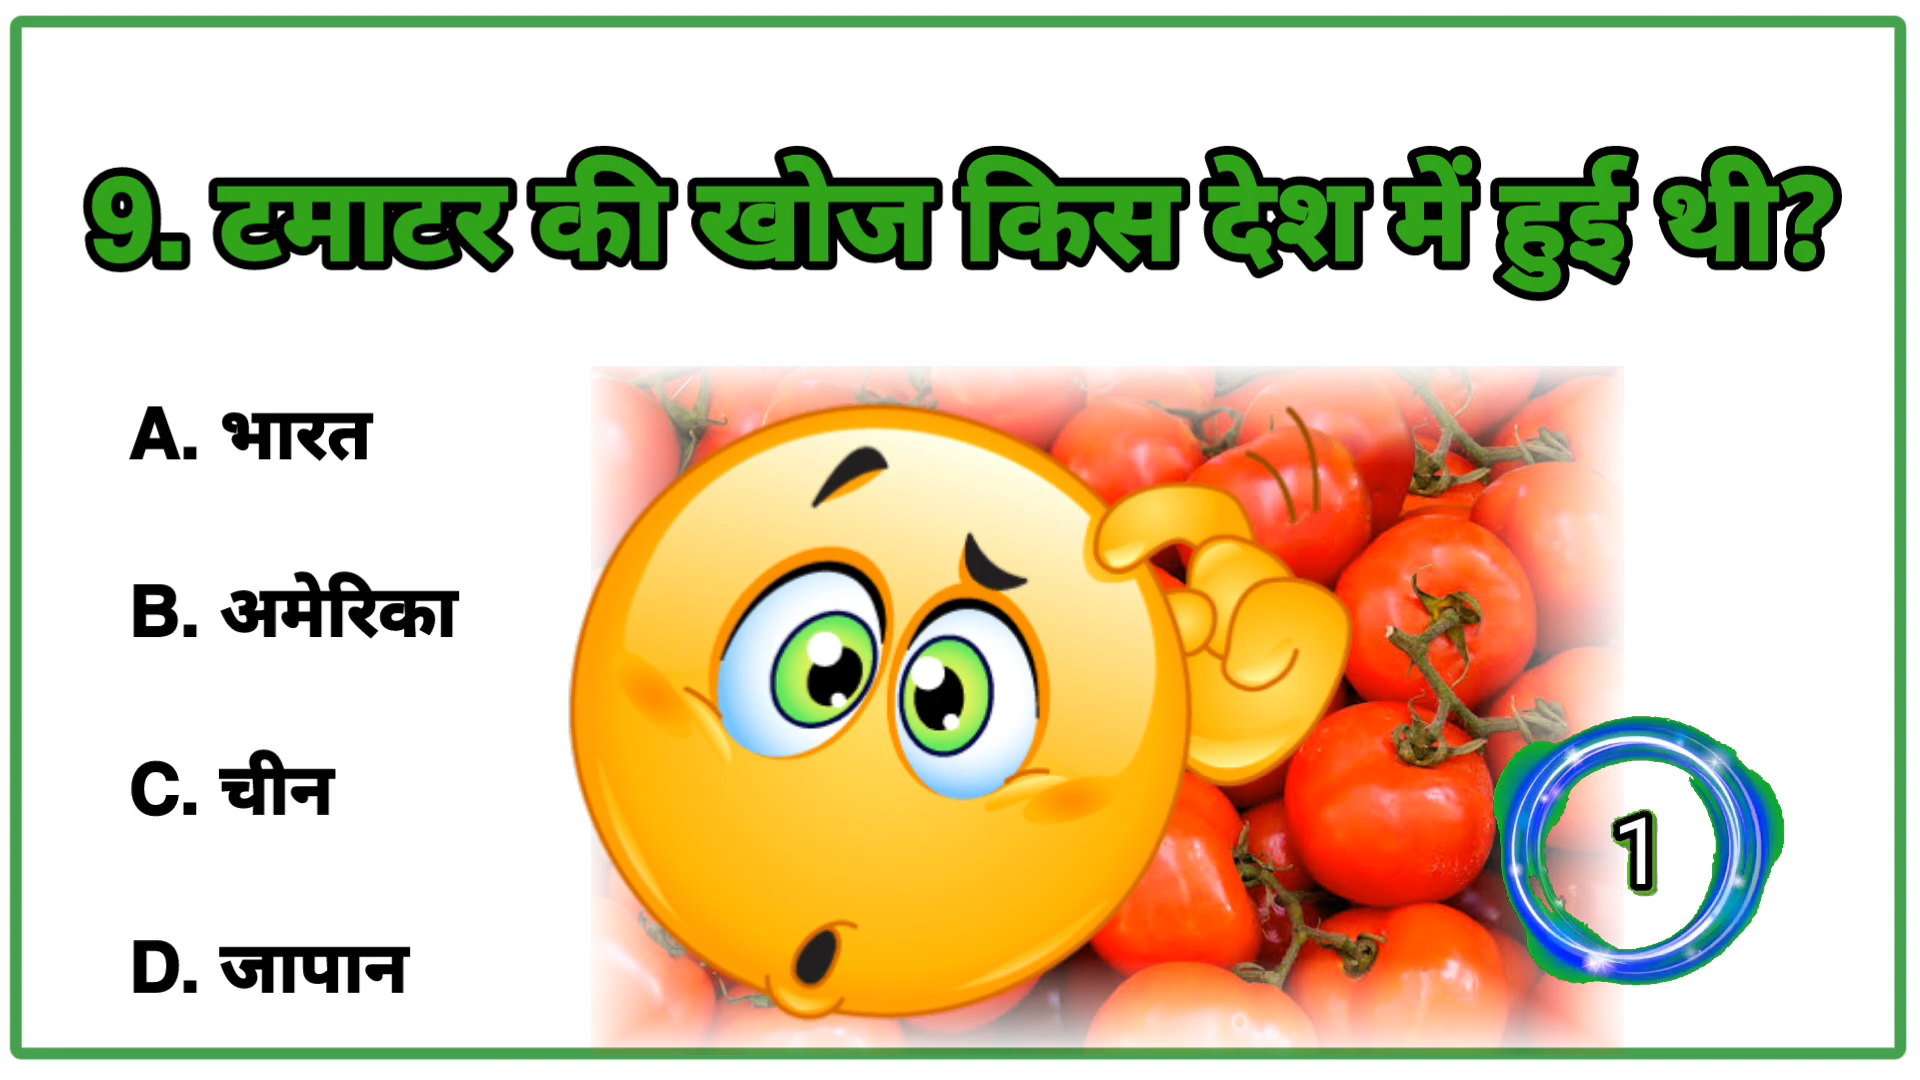 9. टमाटर की खोज किस देश में हुई थी?
A. भारत
B. अमेरिका
C. चीन
D. जापान
1